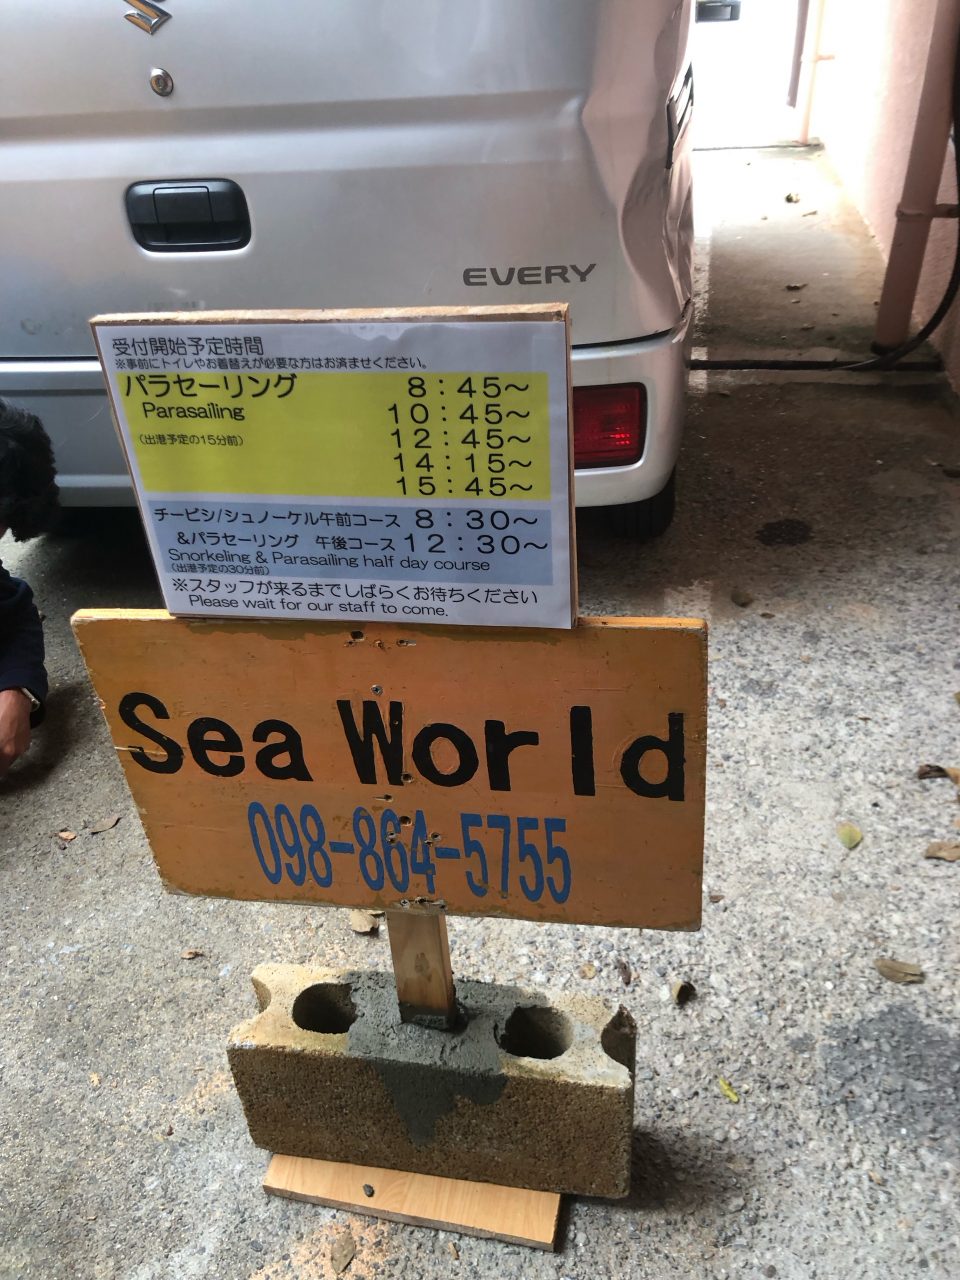 EVERY
受付開始予定時間
※事前にトイレやお着替えが必要な方はお済ませください。
パラセーリング 8：45～
Parasailing 10：45～
（出港予定の15分前） 12：45～
14：15～
15：45～
チービシ/シュノーケル午前コース 8：30～
&パラセーリング 午後コース 12：30～
Snorkeling & Parasailing half day course
（出港予定の30分前）
※スタッフが来るまでしばらくお待ちください
Please wait for our staff to come.
Sea World
098-864-5755